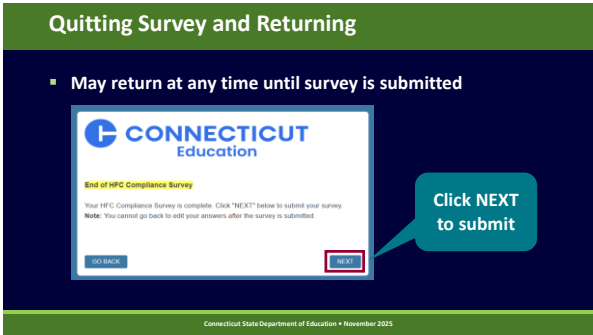 Quitting Survey and Returning
May return at any time until survey is submitted
CONNECTICUT
Education
End of HFC Compliance Survey
Your HFC Compliance Survey is complete. Click "NEXT" below to submit your survey.
Note: You cannot go back to edit your answers after the survey is submitted.
GO BACK
NEXT
Click NEXT
to submit
Connecticut State Department of Education • November 2025